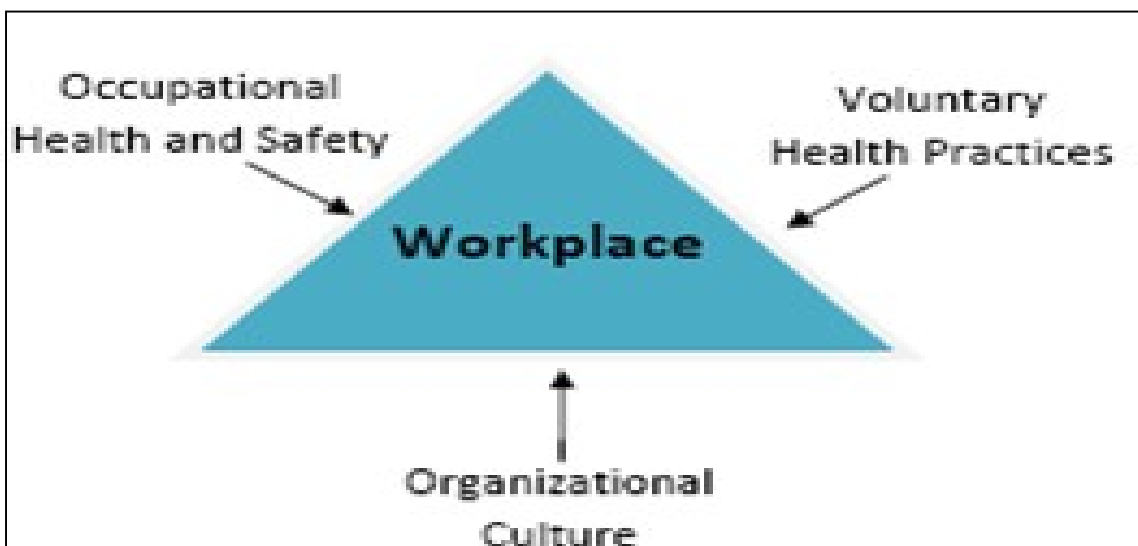 Occupational
Health and Safety
Voluntary
Health Practices
Workplace
Organizational
Culture